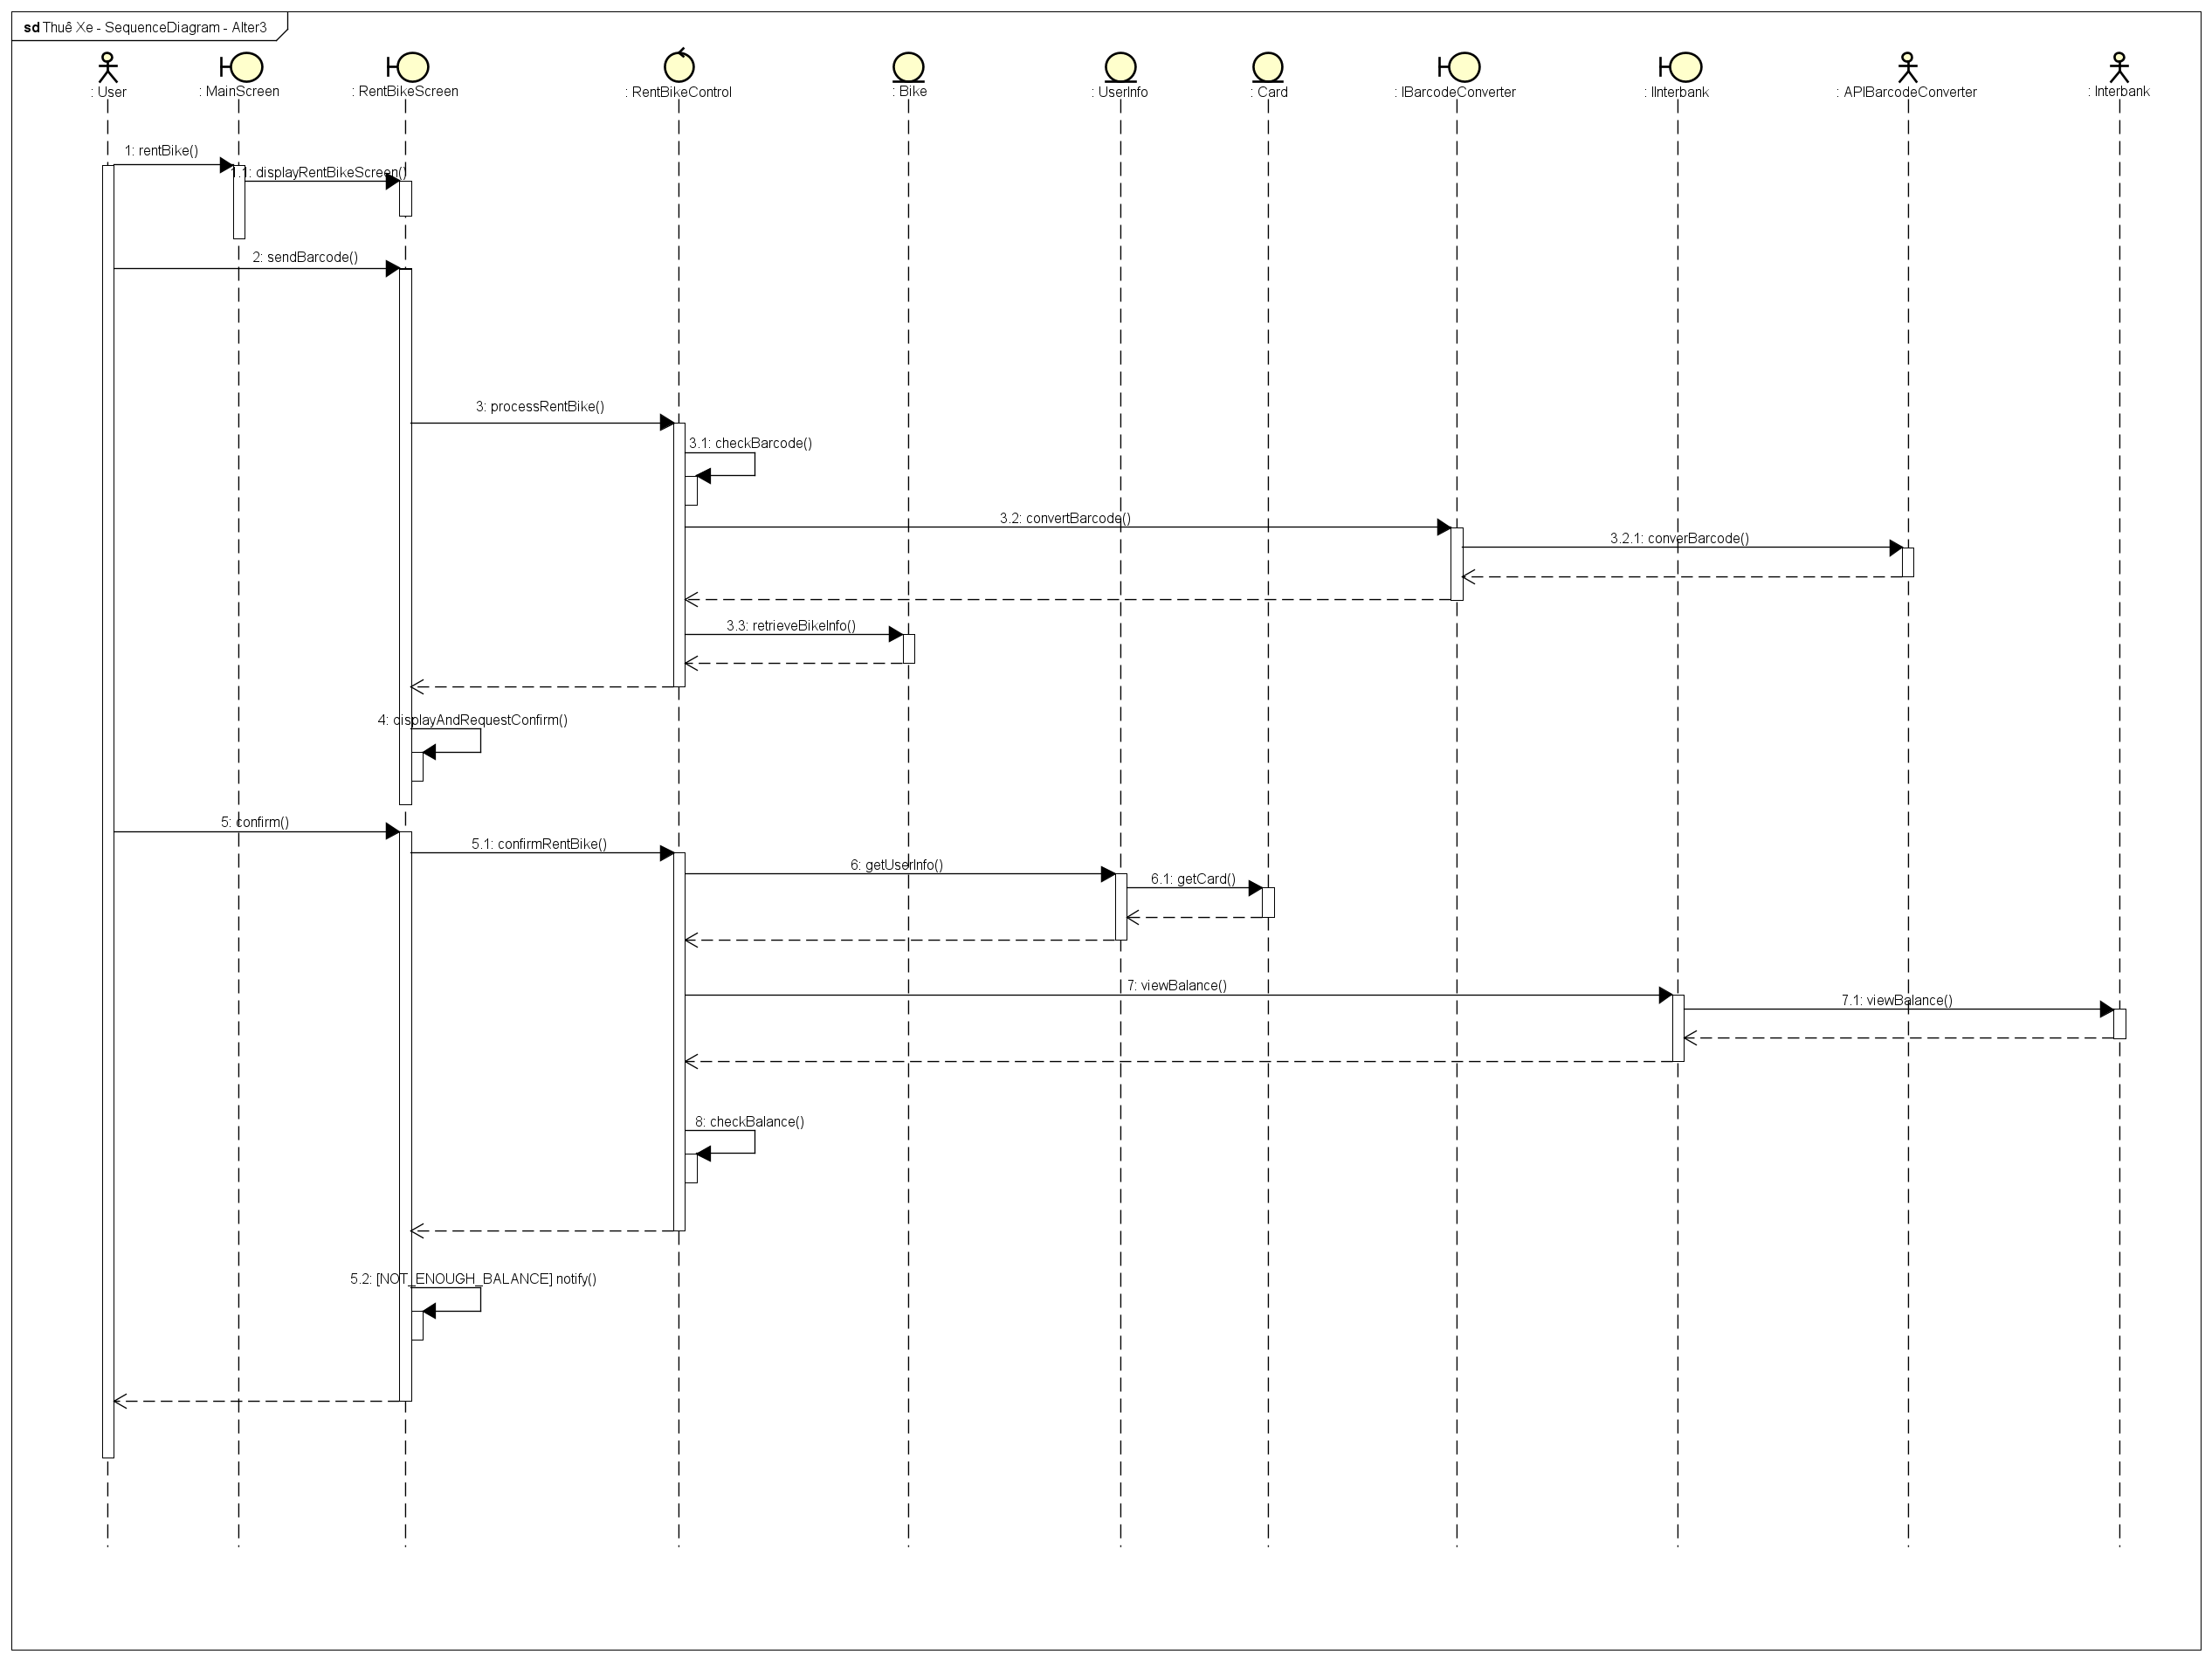 sd Thuê Xe - SequenceDiagram - Alter3
: User
: MainScreen
: RentBikeScreen
: RentBikeControl
: Bike
: UserInfo
: Card
: IBarcodeConverter
: IInterbank
: APIBarcodeConverter
: Interbank
1: rentBike()
1.1: displayRentBikeScreen()
2: sendBarcode()
3: processRentBike()
3.1: checkBarcode()
3.2: convertBarcode()
3.2.1: converBarcode()
3.3: retrieveBikeInfo()
4: displayAndRequestConfirm()
5: confirm()
5.1: confirmRentBike()
6: getUserInfo()
6.1: getCard()
7: viewBalance()
7.1: viewBalance()
8: checkBalance()
5.2: [NOT_ENOUGH_BALANCE] notify()